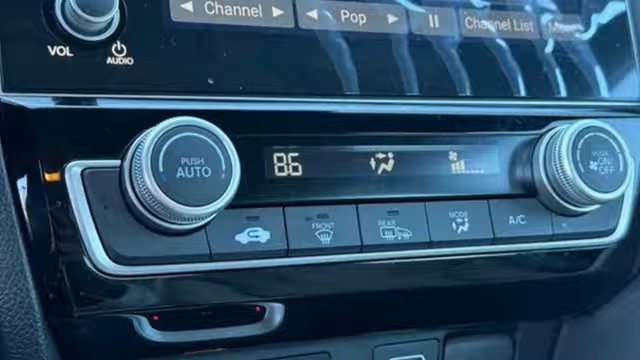 ◀ Channel ▶ ◀ Pop ▶ Channel List
VOL
AUDIO
PUSH
AUTO
86
PUSH
ON/OFF
FRONT
REAR
MODE
A/C